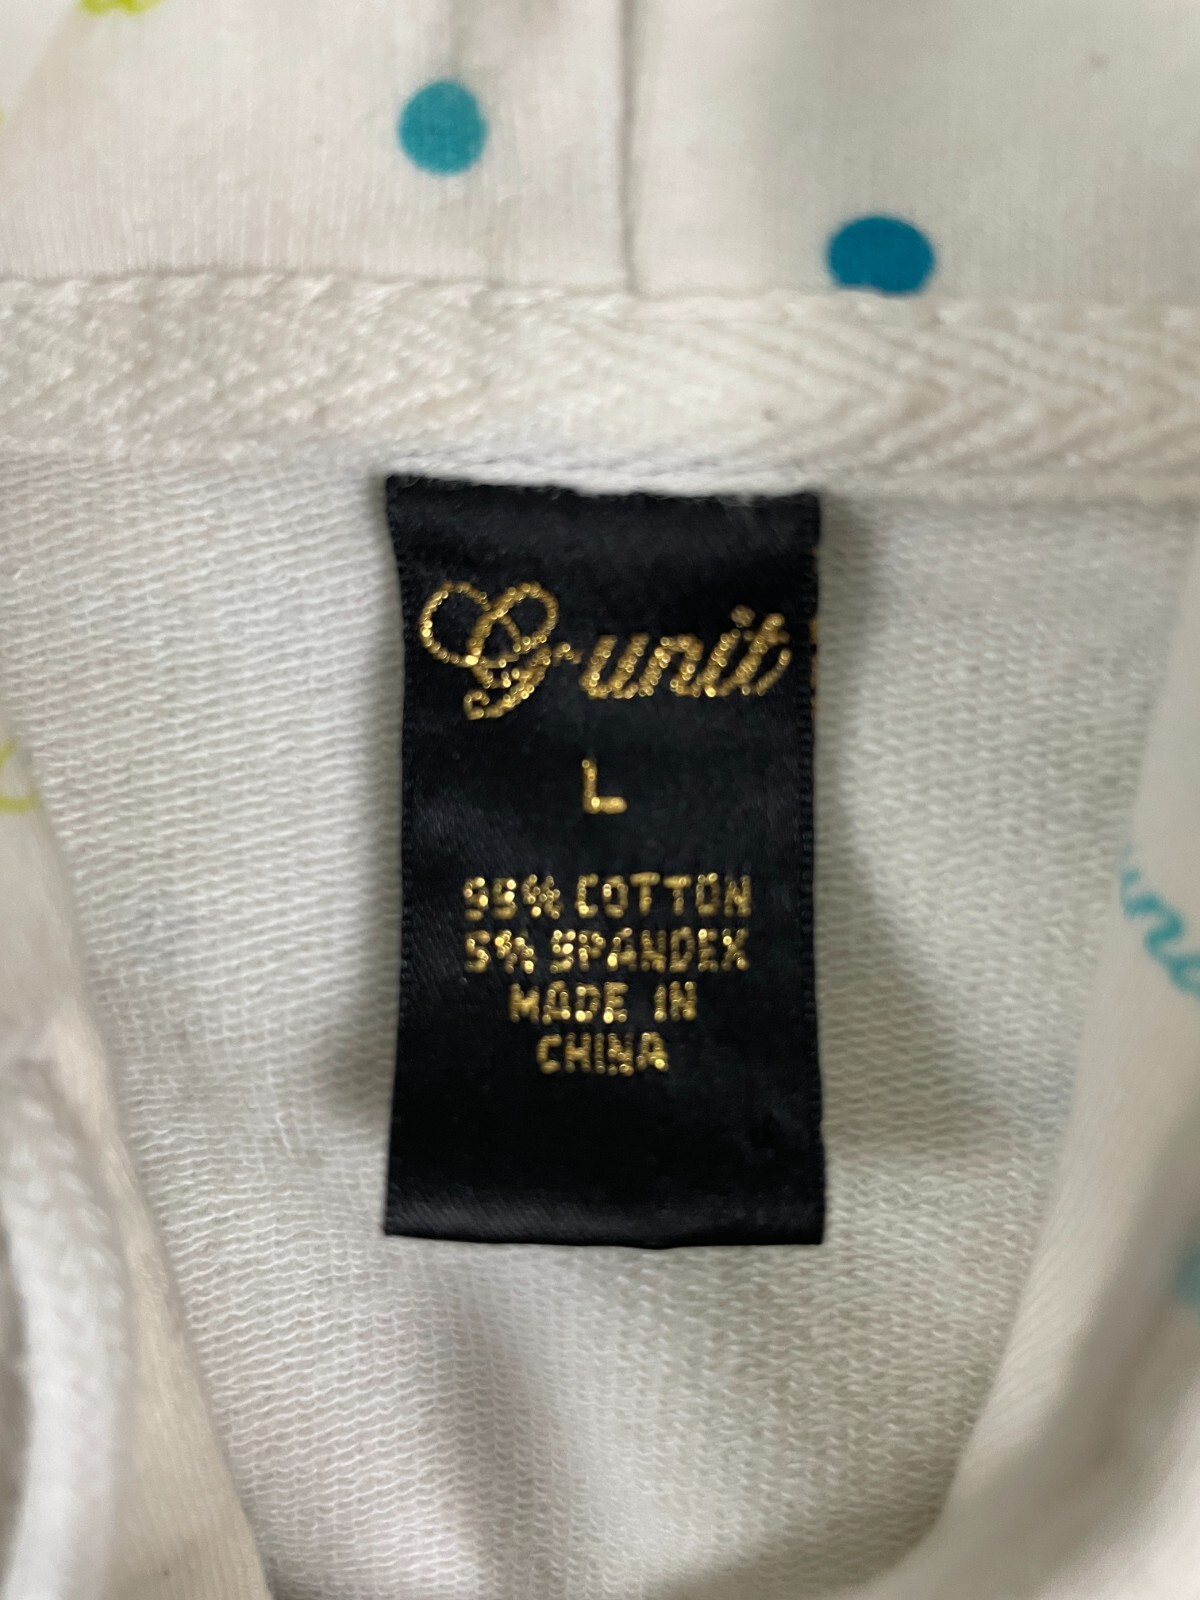 G-unit
L
95% COTTON
5% SPANDEX
MADE IN
CHINA